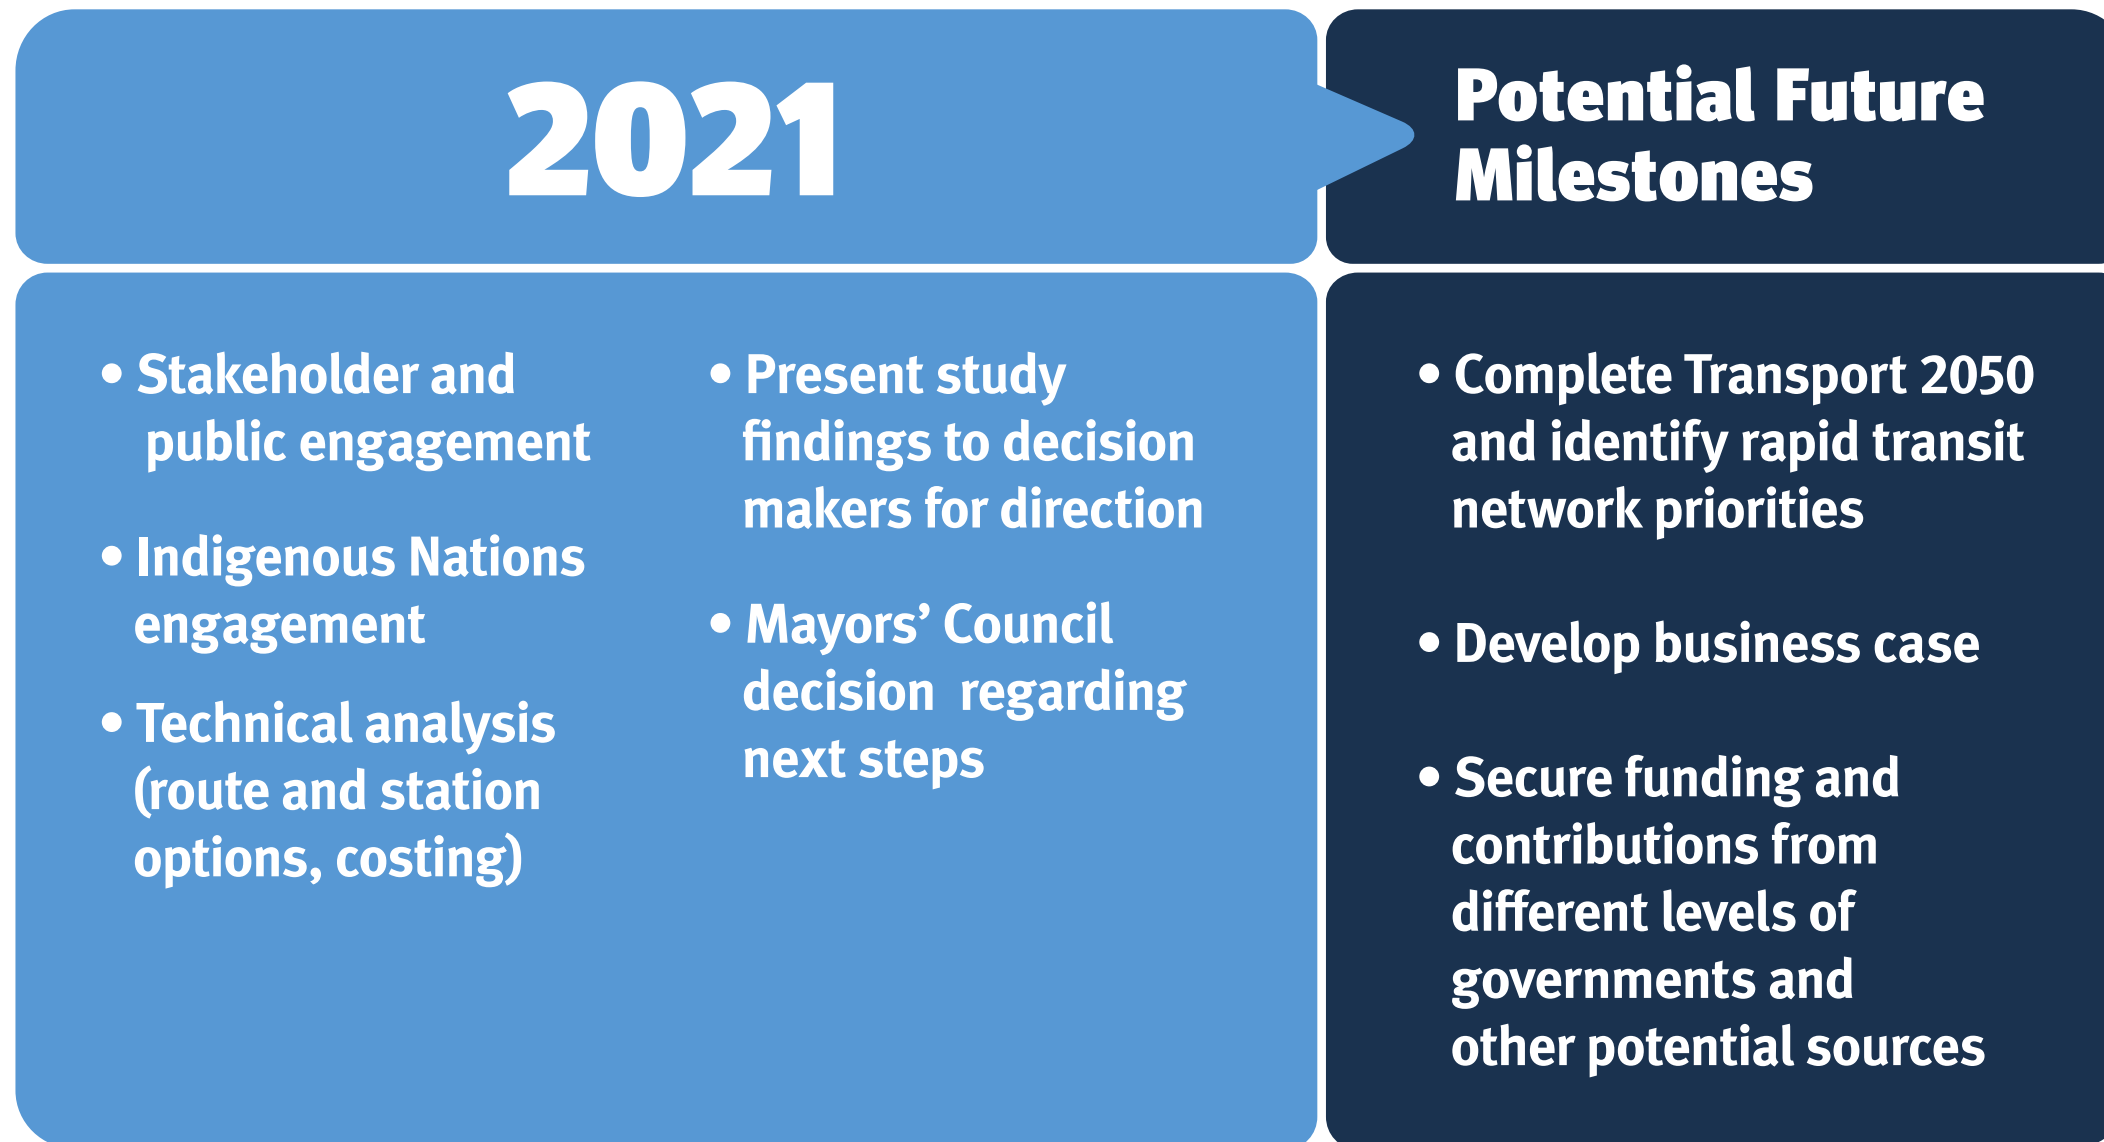 2021
• Stakeholder and
public engagement
• Indigenous Nations
engagement
• Technical analysis
(route and station
options, costing)
• Present study
findings to decision
makers for direction
• Mayors’ Council
decision regarding
next steps
Potential Future
Milestones
• Complete Transport 2050
and identify rapid transit
network priorities
• Develop business case
• Secure funding and
contributions from
different levels of
governments and
other potential sources